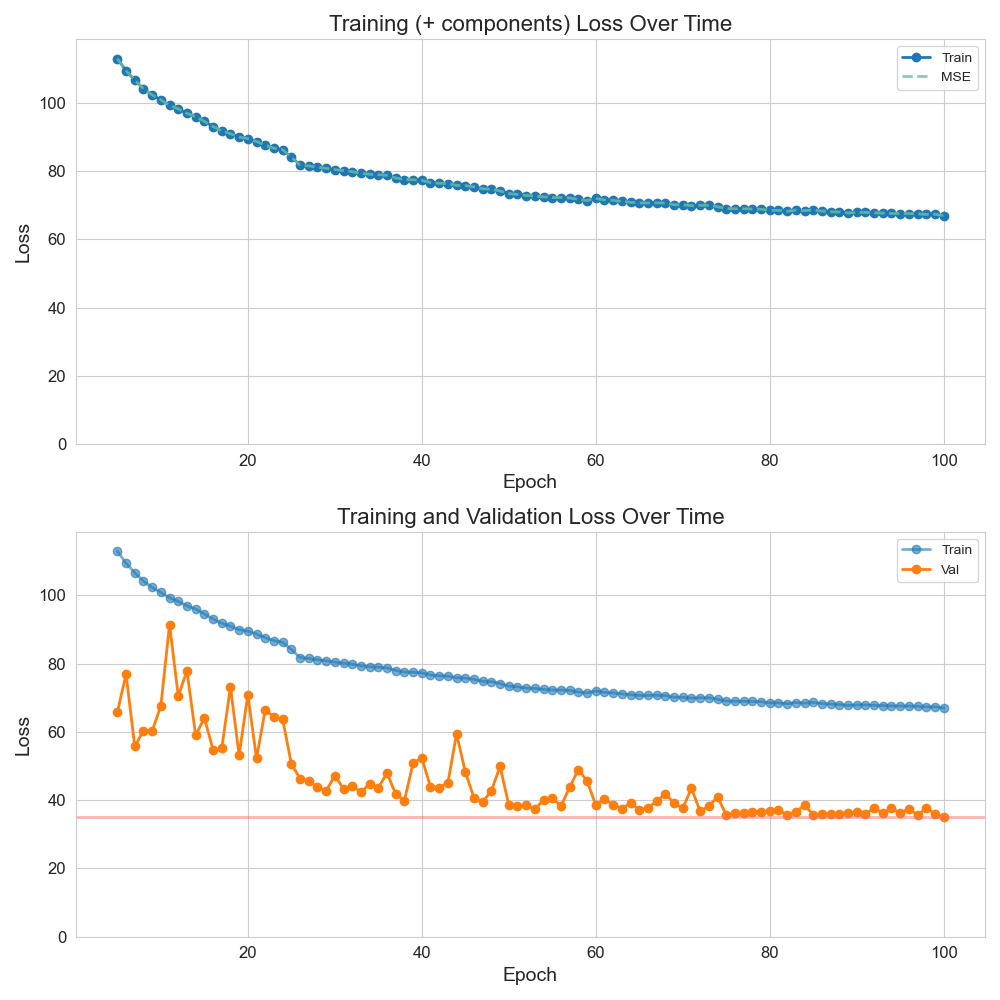 Training (+ components) Loss Over Time
Train
MSE
Loss
100
80
60
40
20
0
20 40 60 80 100
Epoch
Training and Validation Loss Over Time
Train
Val
Loss
100
80
60
40
20
0
20 40 60 80 100
Epoch